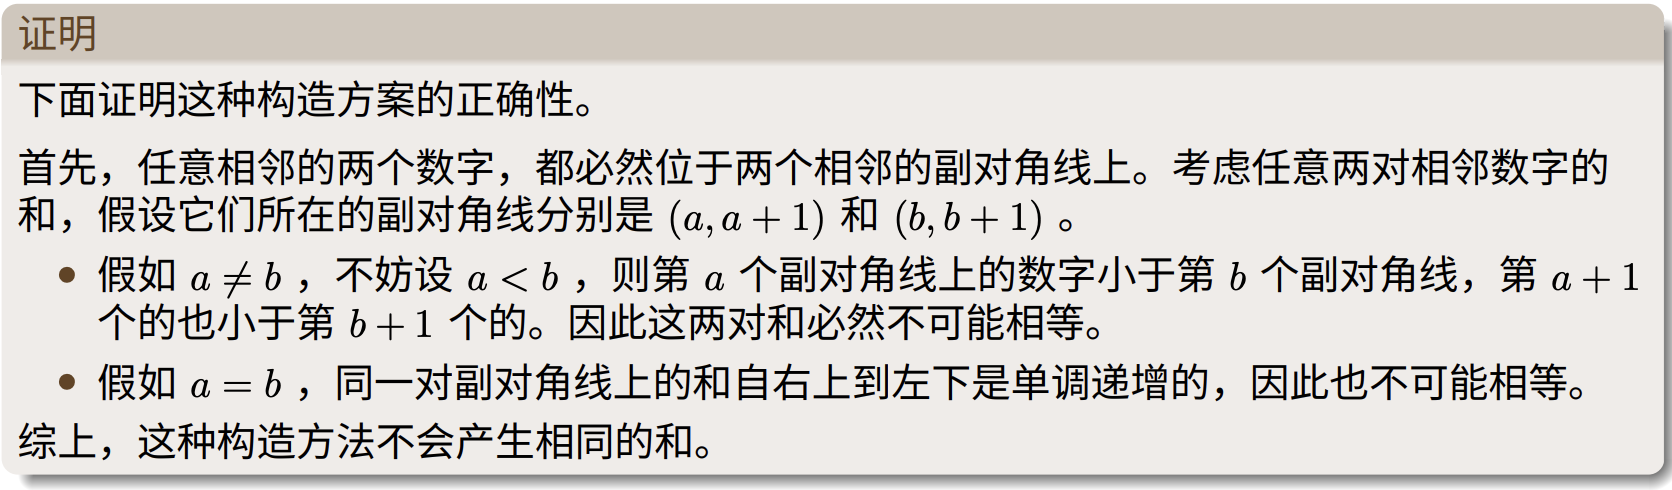 证明
下面证明这种构造方案的正确性。
首先，任意相邻的两个数字，都必然位于两个相邻的副对角线上。考虑任意两对相邻数字的
和，假设它们所在的副对角线分别是 (a, a + 1) 和 (b, b + 1) 。
• 假如 a ≠ b ，不妨设 a < b ，则第 a 个副对角线上的数字小于第 b 个副对角线，第 a + 1
个的也小于第 b + 1 个的。因此这两对和必然不可能相等。
• 假如 a = b ，同一对副对角线上的和自右上到左下是单调递增的，因此也不可能相等。
综上，这种构造方法不会产生相同的和。